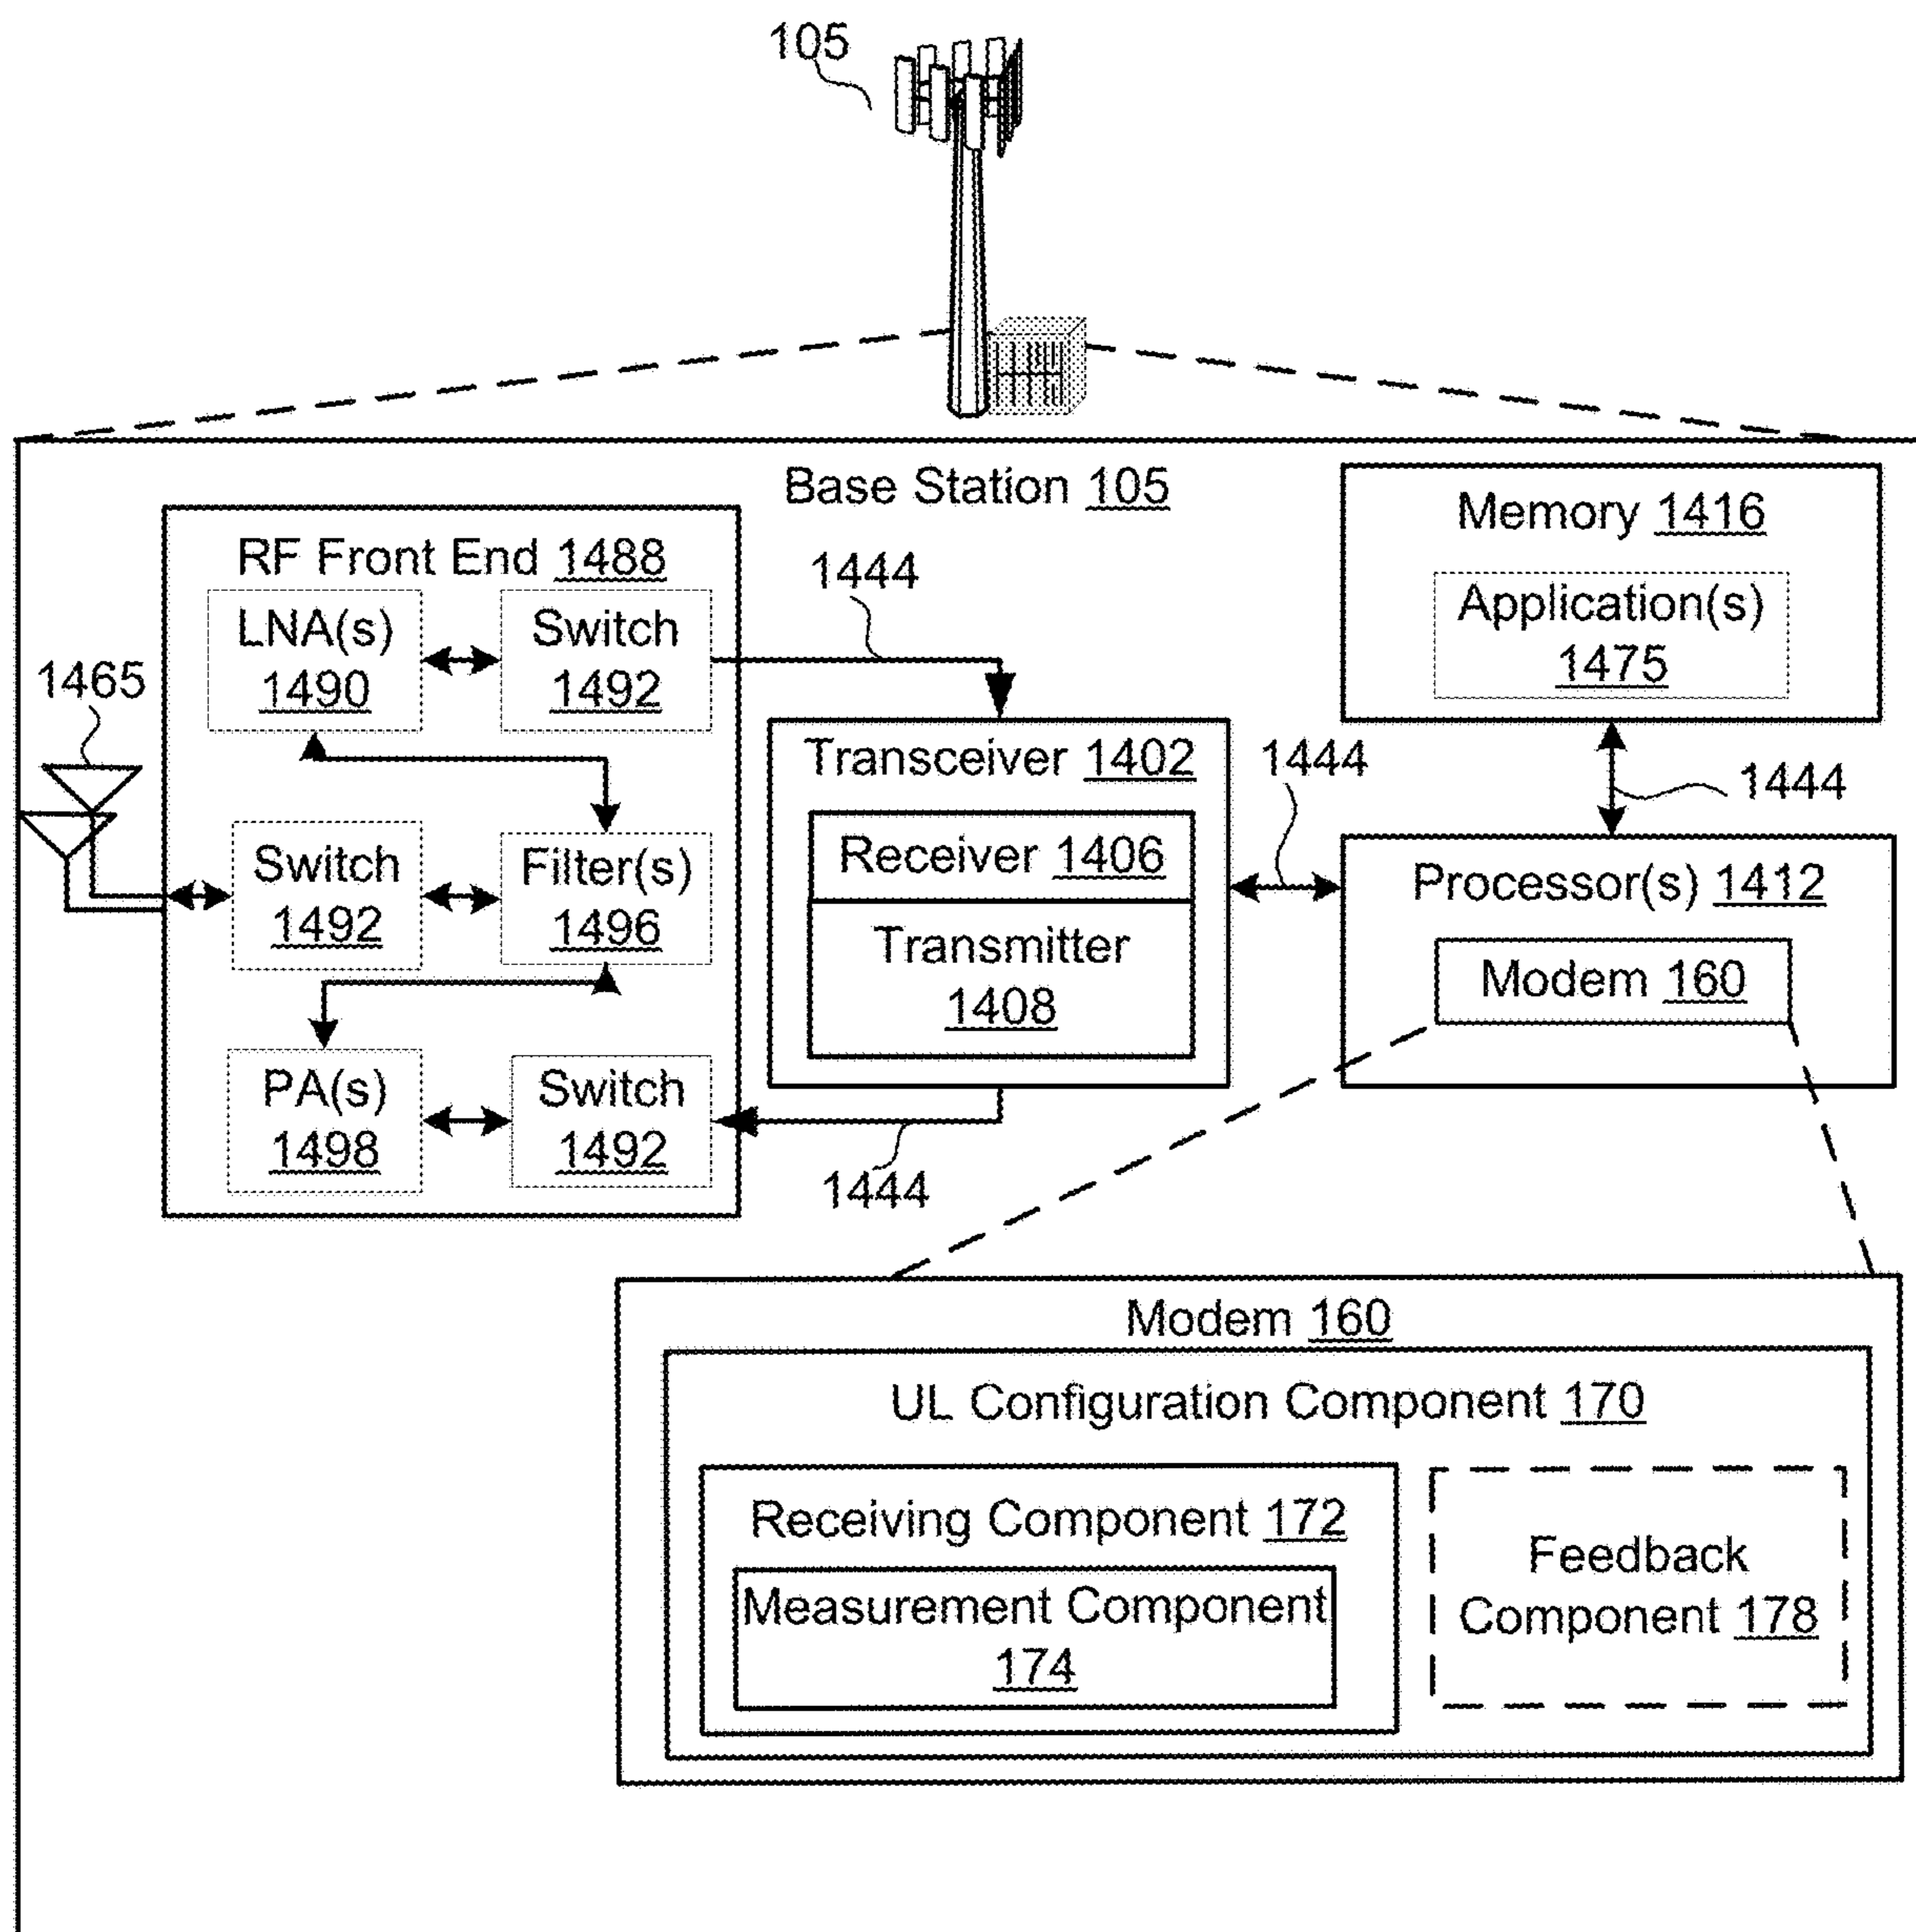 105
Base Station 105
RF Front End 1488
LNA(s)
1490
Switch
1492
1444
1465
Switch
1492
Filter(s)
1496
PA(s)
1498
Switch
1492
1444
Transceiver 1402
Receiver 1406
Transmitter
1408
1444
Memory 1416
Application(s)
1475
1444
Processor(s) 1412
Modem 160
Modem 160
UL Configuration Component 170
Receiving Component 172
Measurement Component
174
Feedback
Component 178